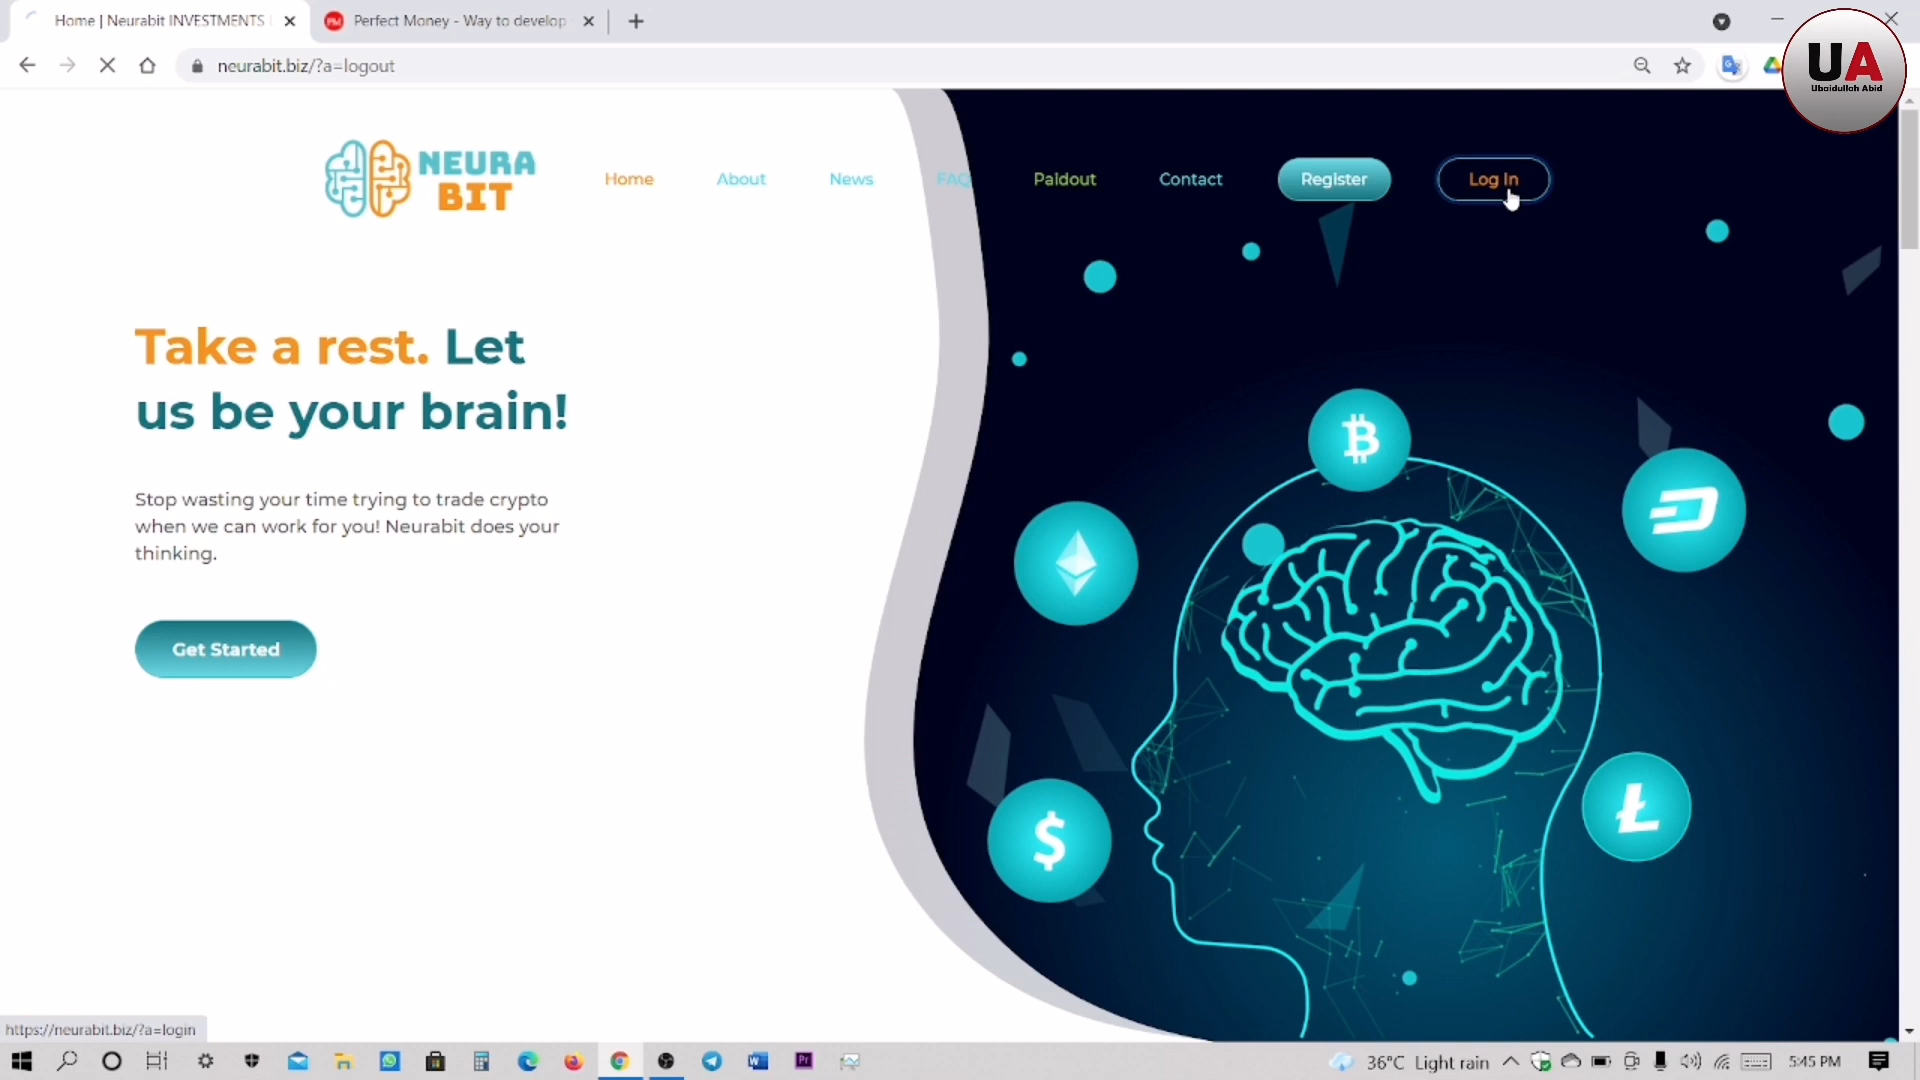 Home | Neurabit INVESTMENTS
Perfect Money - Way to develop
neurabit.biz/?a=logout
UA
Ubaidullah Abid
NEURA
BIT
Home
About
News
FAQ
Paidout
Contact
Register
Log In
Take a rest. Let
us be your brain!
Stop wasting your time trying to trade crypto
when we can work for you! Neurabit does your
thinking.
Get Started
https://neurabit.biz/?a=login
36°C Light rain
5:45 PM